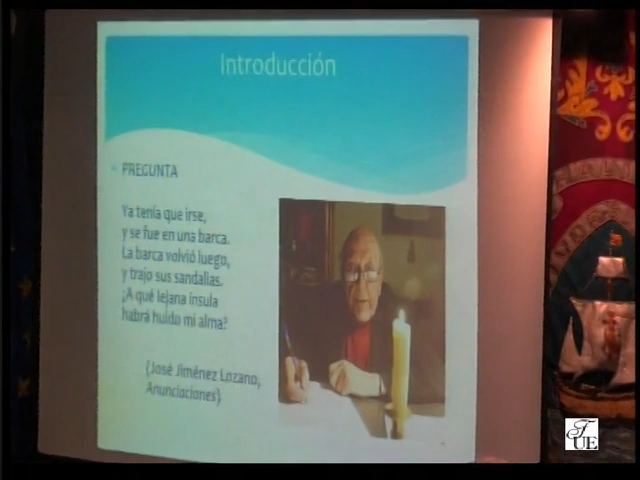 Introducción
PREGUNTA
Ya tenía que irse,
y se fue en una barca.
La barca volvió luego,
y trajo sus sandalias.
¿A qué lejana ínsula
habrá huido mi alma?
(José Jiménez Lozano,
Anunciaciones)
FUE